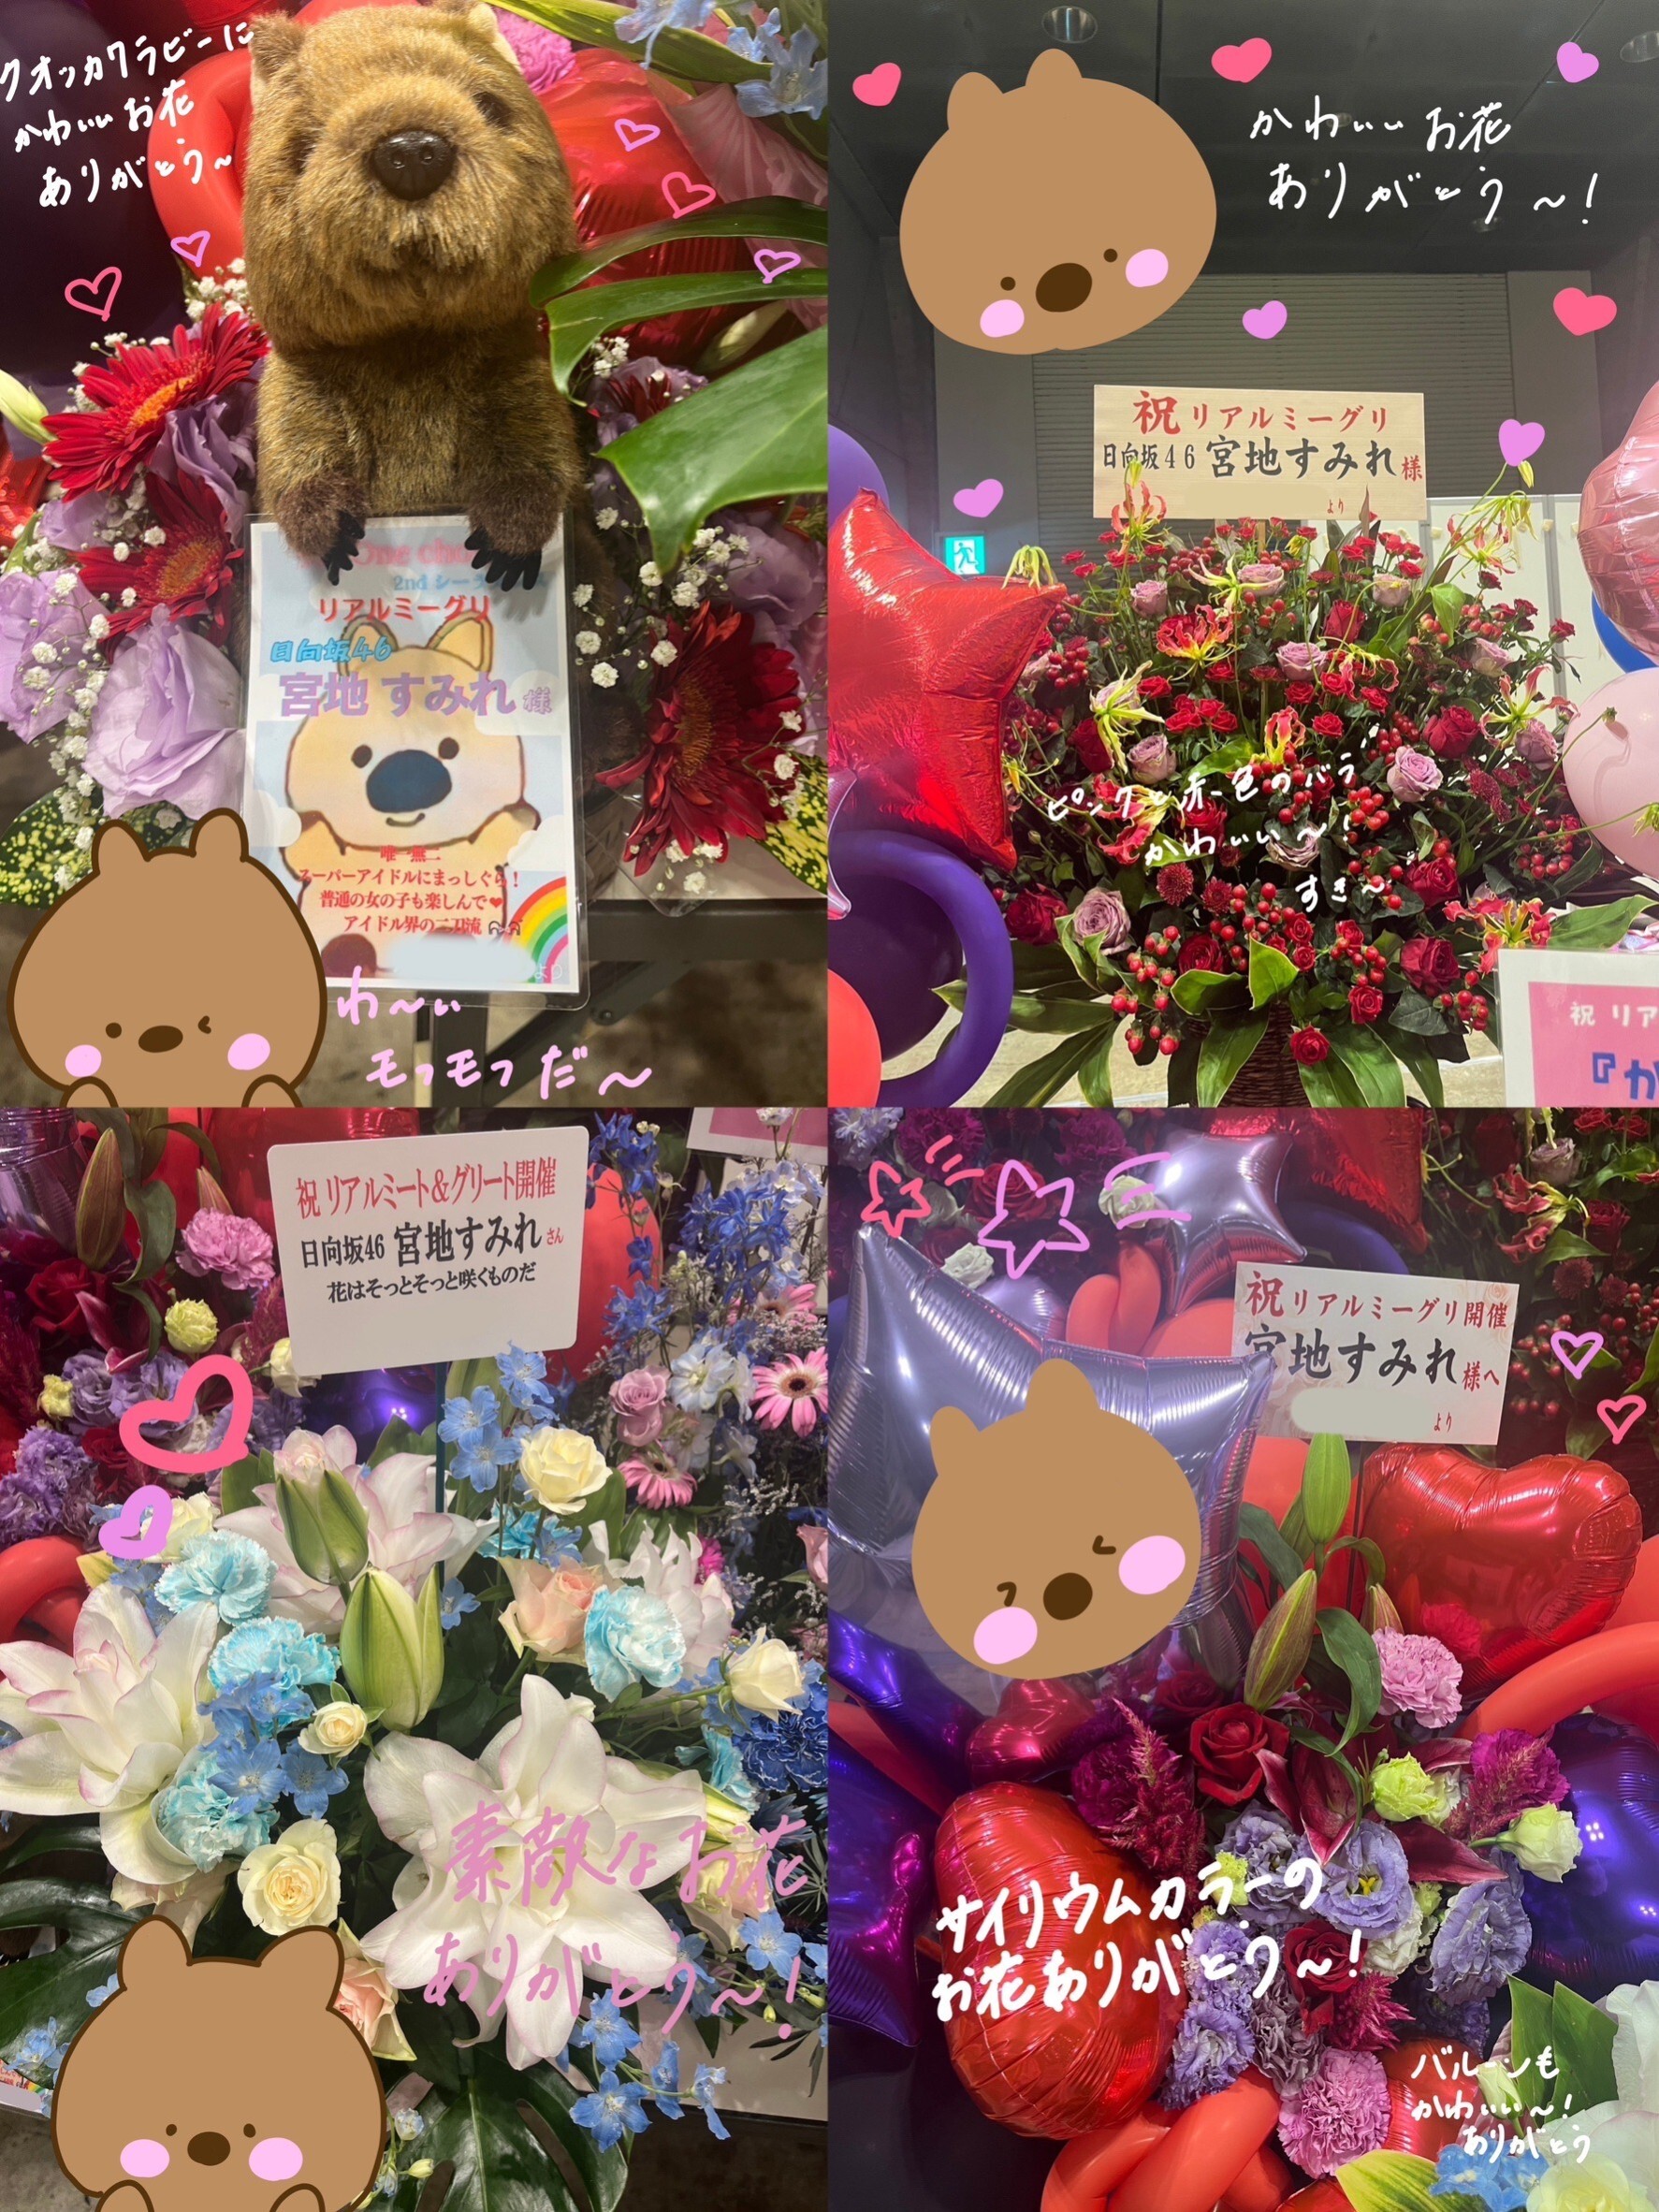 クオッカワラビーに
かわいいお花
ありがとう〜
One cho
2nd シーラ
リアルミーグリ
日向坂46
宮地 すみれ 様
唯一無二
スーパーアイドルにまっしぐら！
普通の女の子も楽しんで♥
アイドル界の二刀流
より
わ〜い
モフモフだ〜
かわいいお花
ありがとう〜！
祝 リアルミーグリ
日向坂46 宮地すみれ 様
より
ピンクと赤色のバラ
かわいい〜！
すき〜
祝 リア
『か
祝 リアルミート&グリート開催
日向坂46 宮地すみれ さん
花はそっとそっと咲くものだ
素敵なお花
ありがとう〜！
祝 リアルミーグリ開催
宮地すみれ 様へ
より
サイリウムカラーの
お花ありがとう〜！
バルーンも
かわいい〜！
ありがとう